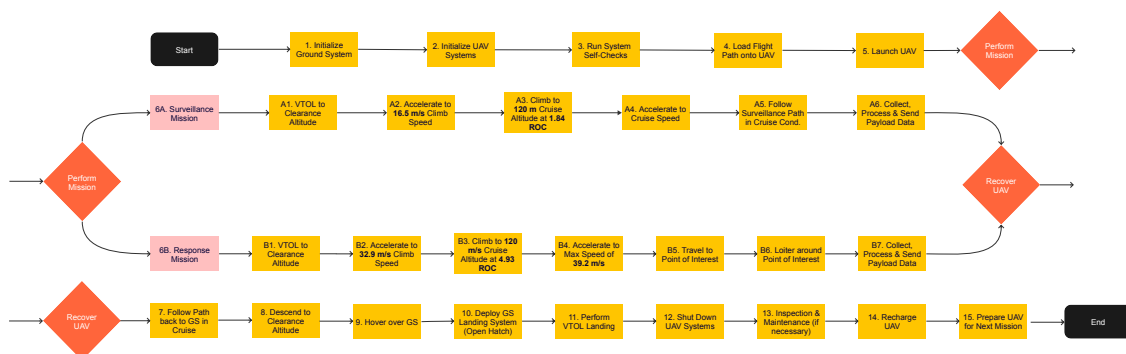 Start
1. Initialize
Ground System
2. Initialize UAV
Systems
3. Run System
Self-Checks
4. Load Flight
Path onto UAV
5. Launch UAV
Perform
Mission
6A. Surveillance
Mission
A1. VTOL to
Clearance
Altitude
A2. Accelerate to
16.5 m/s Climb
Speed
A3. Climb to
120 m Cruise
Altitude at 1.84
ROC
A4. Accelerate to
Cruise Speed
A5. Follow
Surveillance Path
in Cruise Cond.
A6. Collect,
Process & Send
Payload Data
Perform
Mission
Recover
UAV
6B. Response
Mission
B1. VTOL to
Clearance
Altitude
B2. Accelerate to
32.9 m/s Climb
Speed
B3. Climb to 120
m/s Cruise
Altitude at 4.93
ROC
B4. Accelerate to
Max Speed of
39.2 m/s
B5. Travel to
Point of Interest
B6. Loiter around
Point of Interest
B7. Collect,
Process & Send
Payload Data
Recover
UAV
7. Follow Path
back to GS in
Cruise
8. Descend to
Clearance
Altitude
9. Hover over GS
10. Deploy GS
Landing System
(Open Hatch)
11. Perform
VTOL Landing
12. Shut Down
UAV Systems
13. Inspection &
Maintenance (if
necessary)
14. Recharge
UAV
15. Prepare UAV
for Next Mission
End